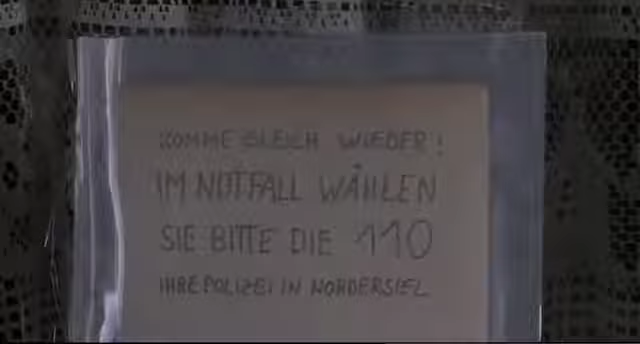 KOMME GLEICH WIEDER!
IM NOTFALL WÄHLEN
SIE BITTE DIE 110
IHRE POLIZEI IN NORDERSIEL